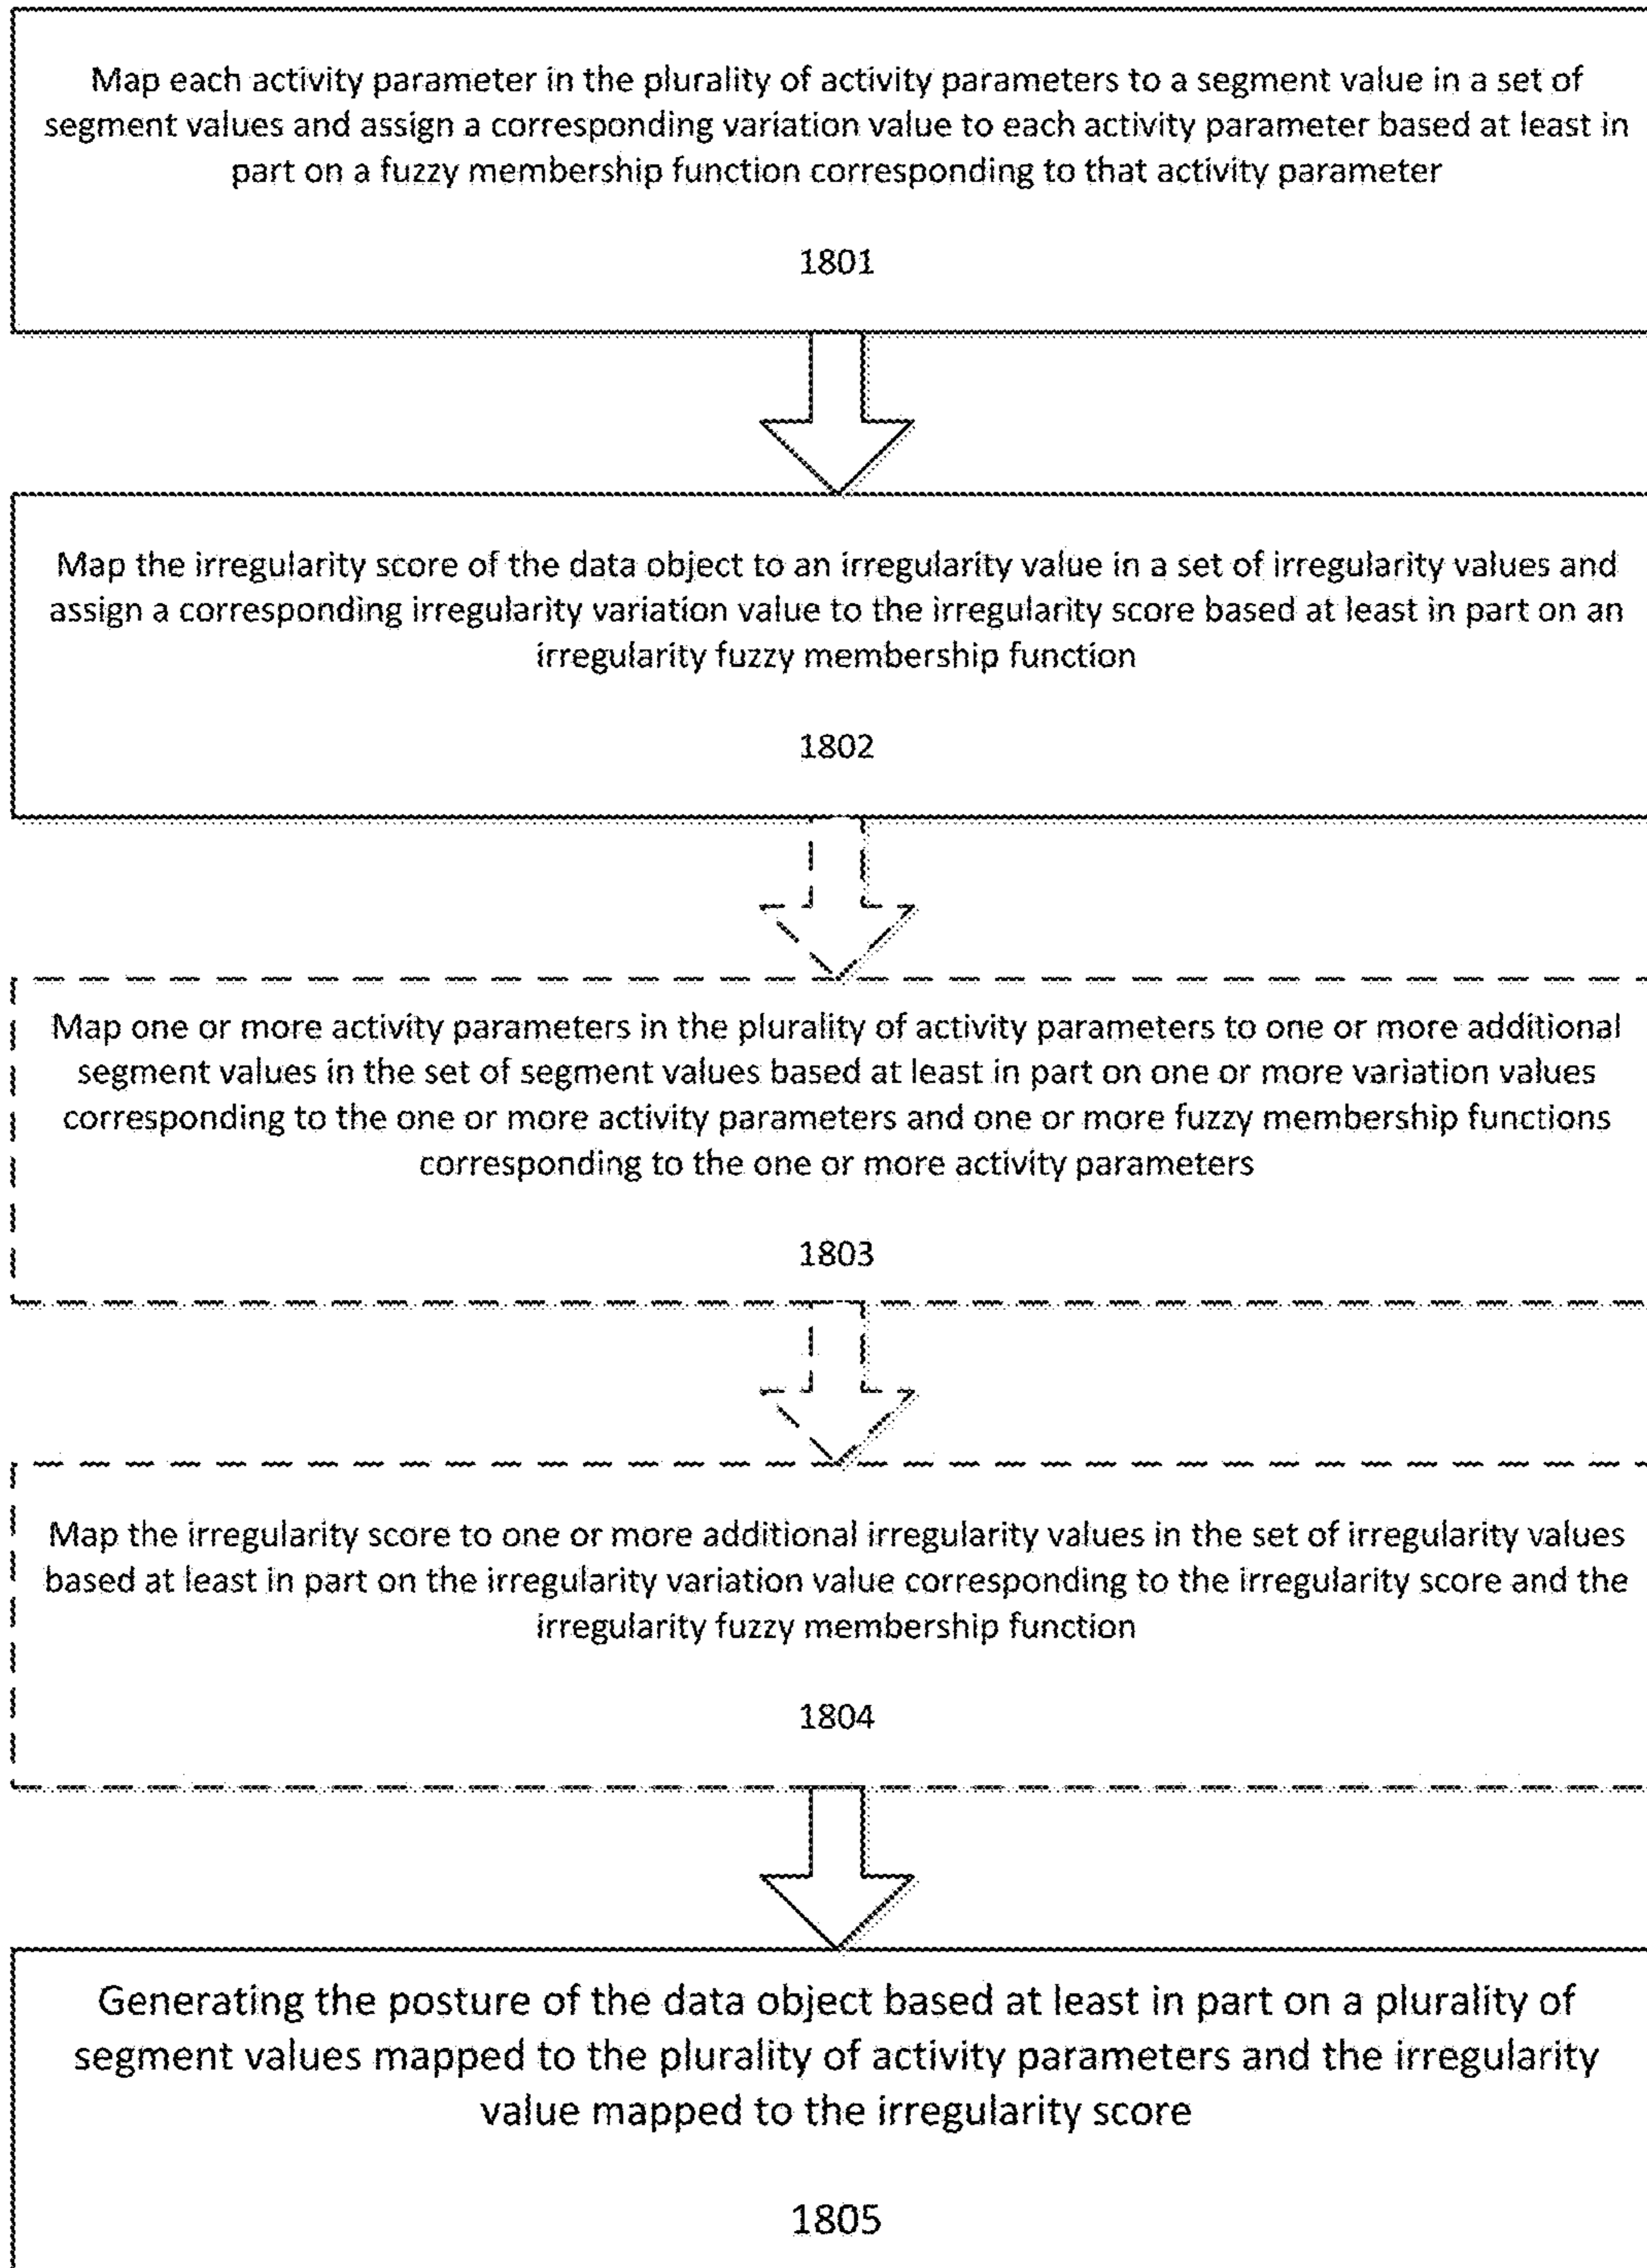 Map each activity parameter in the plurality of activity parameters to a segment value in a set of
segment values and assign a corresponding variation value to each activity parameter based at least in
part on a fuzzy membership function corresponding to that activity parameter
1801
Map the irregularity score of the data object to an irregularity value in a set of irregularity values and
assign a corresponding irregularity variation value to the irregularity score based at least in part on an
irregularity fuzzy membership function
1802
Map one or more activity parameters in the plurality of activity parameters to one or more additional
segment values in the set of segment values based at least in part on one or more variation values
corresponding to the one or more activity parameters and one or more fuzzy membership functions
corresponding to the one or more activity parameters
1803
Map the irregularity score to one or more additional irregularity values in the set of irregularity values
based at least in part on the irregularity variation value corresponding to the irregularity score and the
irregularity fuzzy membership function
1804
Generating the posture of the data object based at least in part on a plurality of
segment values mapped to the plurality of activity parameters and the irregularity
value mapped to the irregularity score
1805